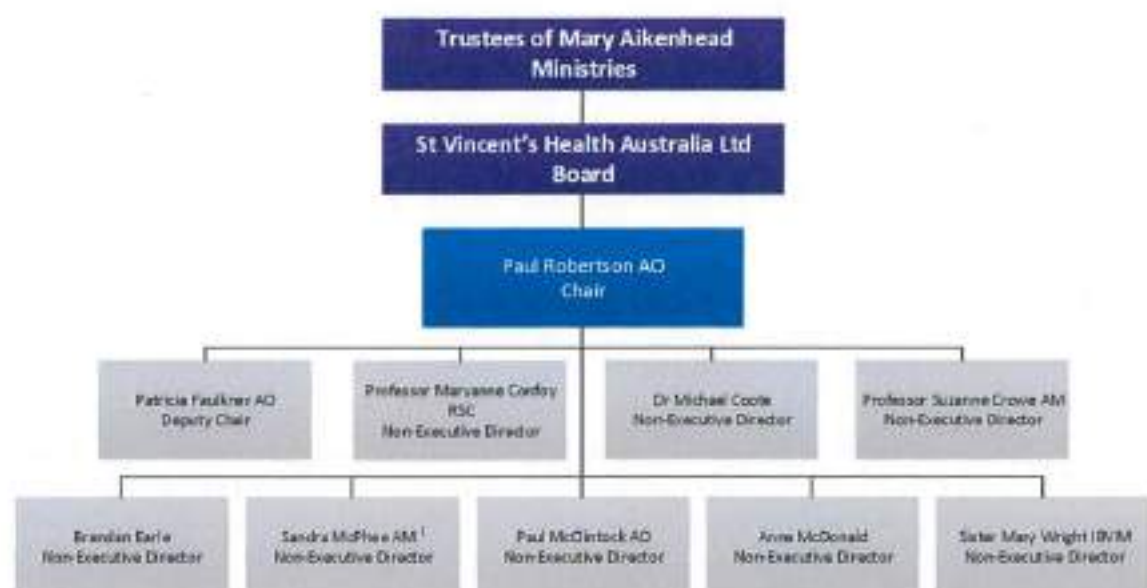 Trustees of Mary Aikenhead
Ministries
St Vincent's Health Australia Ltd
Board
Paul Robertson AO
Chair
Patricia Faulkner AO
Deputy Chair
Professor Maryanne Confoy
RSC
Non-Executive Director
Dr Michael Coote
Non-Executive Director
Professor Suzanne Crowe AM
Non-Executive Director
Brendan Earle
Non-Executive Director
Sandra McPhee AM ¹
Non-Executive Director
Paul McClintock AO
Non-Executive Director
Anne McDonald
Non-Executive Director
Sister Mary Wright IBVM
Non-Executive Director